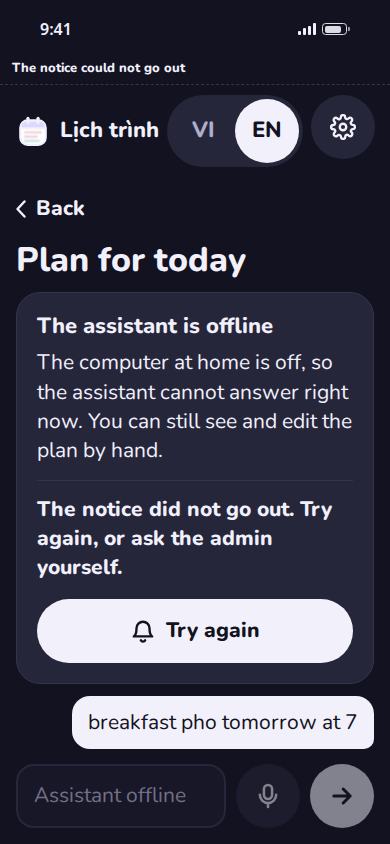 9:41
The notice could not go out
Lịch trình
VI
EN
Back
Plan for today
The assistant is offline
The computer at home is off, so
the assistant cannot answer right
now. You can still see and edit the
plan by hand.
The notice did not go out. Try
again, or ask the admin
yourself.
Try again
breakfast pho tomorrow at 7
Assistant offline